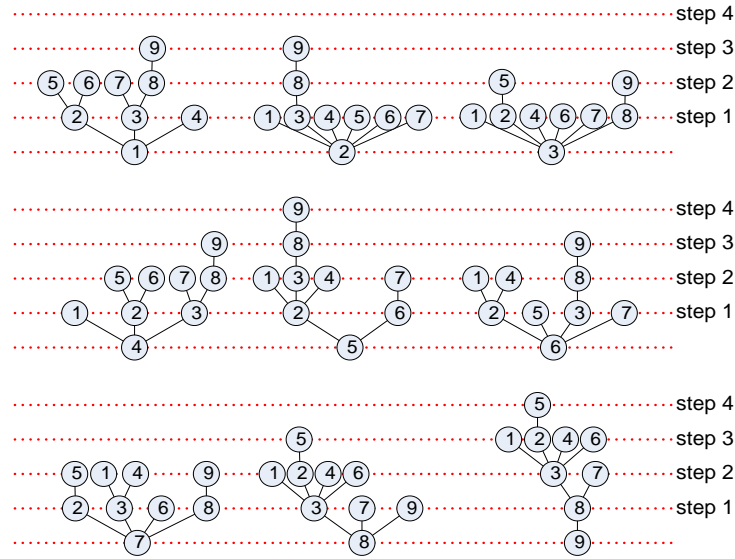 step 4
9 9 step 3
5 6 7 8 8 5 9 step 2
2 3 4 1 3 4 5 6 7 1 2 4 6 7 8 step 1
1 2 3
9 step 4
9 8 9 step 3
5 6 7 8 1 3 4 7 1 4 8 step 2
1 2 3 2 6 2 5 3 7 step 1
4 5 6
5 step 4
5 1 2 4 6 step 3
5 1 4 9 1 2 4 6 3 7 step 2
2 3 6 8 3 7 9 8 step 1
7 8 9